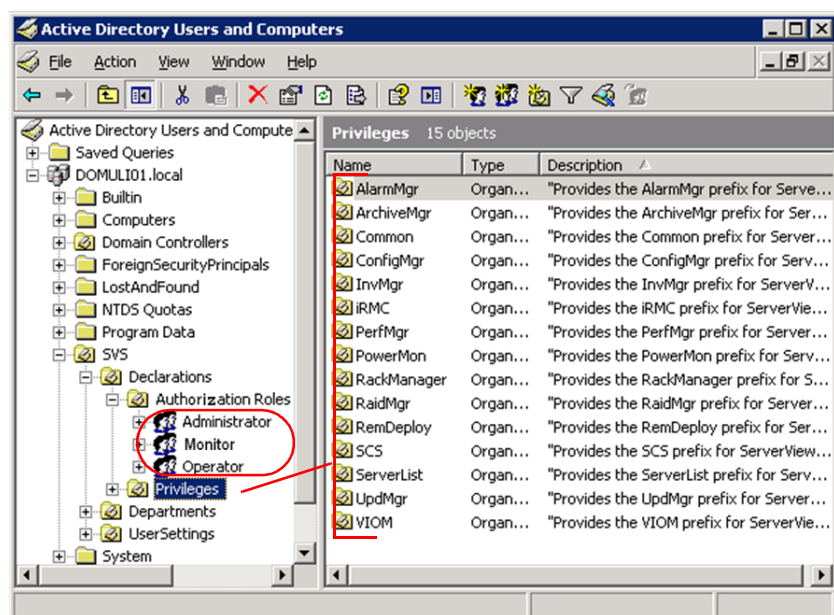 Active Directory Users and Computers
File Action View Window Help
Active Directory Users and Compute
Saved Queries
DOMULI01.local
Builtin
Computers
Domain Controllers
ForeignSecurityPrincipals
LostAndFound
NTDS Quotas
Program Data
SVS
Declarations
Authorization Roles
Administrator
Monitor
Operator
Privileges
Departments
UserSettings
System
Privileges 15 objects
Name Type Description
AlarmMgr Organ... "Provides the AlarmMgr prefix for Serve...
ArchiveMgr Organ... "Provides the ArchiveMgr prefix for Ser...
Common Organ... "Provides the Common prefix for Server...
ConfigMgr Organ... "Provides the ConfigMgr prefix for Serv...
InvMgr Organ... "Provides the InvMgr prefix for ServerV...
iRMC Organ... "Provides the iRMC prefix for ServerVie...
PerfMgr Organ... "Provides the PerfMgr prefix for Server...
PowerMon Organ... "Provides the PowerMon prefix for Serv...
RackManager Organ... "Provides the RackManager prefix for S...
RaidMgr Organ... "Provides the RaidMgr prefix for Server...
RemDeploy Organ... "Provides the RemDeploy prefix for Ser...
SCS Organ... "Provides the SCS prefix for ServerView...
ServerList Organ... "Provides the ServerList prefix for Serv...
UpdMgr Organ... "Provides the UpdMgr prefix for Server...
VIOM Organ... "Provides the VIOM prefix for ServerVie...